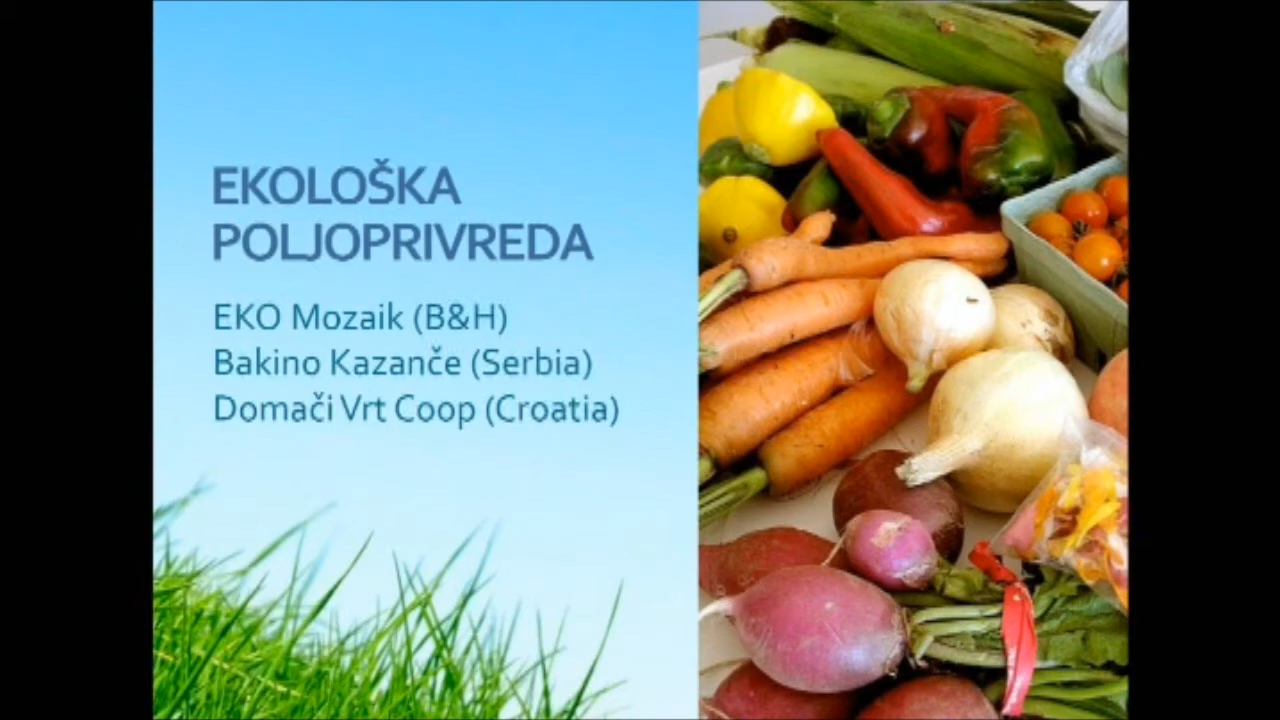 EKOLOŠKA
POLJOPRIVREDA
EKO Mozaik (B&H)
Bakino Kazanče (Serbia)
Domači Vrt Coop (Croatia)